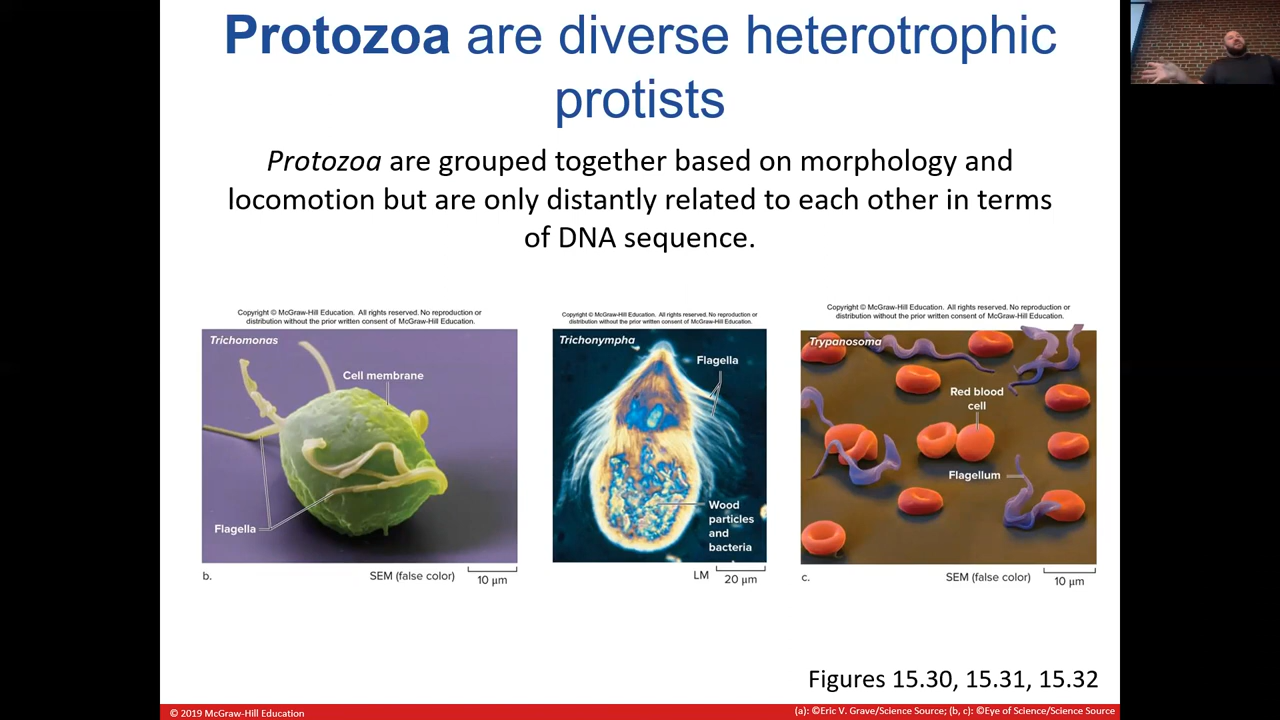 Protozoa are diverse heterotrophic
protists
Protozoa are grouped together based on morphology and
locomotion but are only distantly related to each other in terms
of DNA sequence.
Copyright © McGraw-Hill Education. All rights reserved. No reproduction or
distribution without the prior written consent of McGraw-Hill Education.
Trichomonas
Cell membrane
Flagella
b.
SEM (false color)
10 μm
Copyright © McGraw-Hill Education. All rights reserved. No reproduction or
distribution without the prior written consent of McGraw-Hill Education.
Trichonympha
Flagella
Wood
particles
and
bacteria
LM
20 μm
Copyright © McGraw-Hill Education. All rights reserved. No reproduction or
distribution without the prior written consent of McGraw-Hill Education.
Trypanosoma
Red blood
cell
Flagellum
c.
SEM (false color)
10 μm
Figures 15.30, 15.31, 15.32
© 2019 McGraw-Hill Education
(a): ©Eric V. Grave/Science Source; (b, c): ©Eye of Science/Science Source